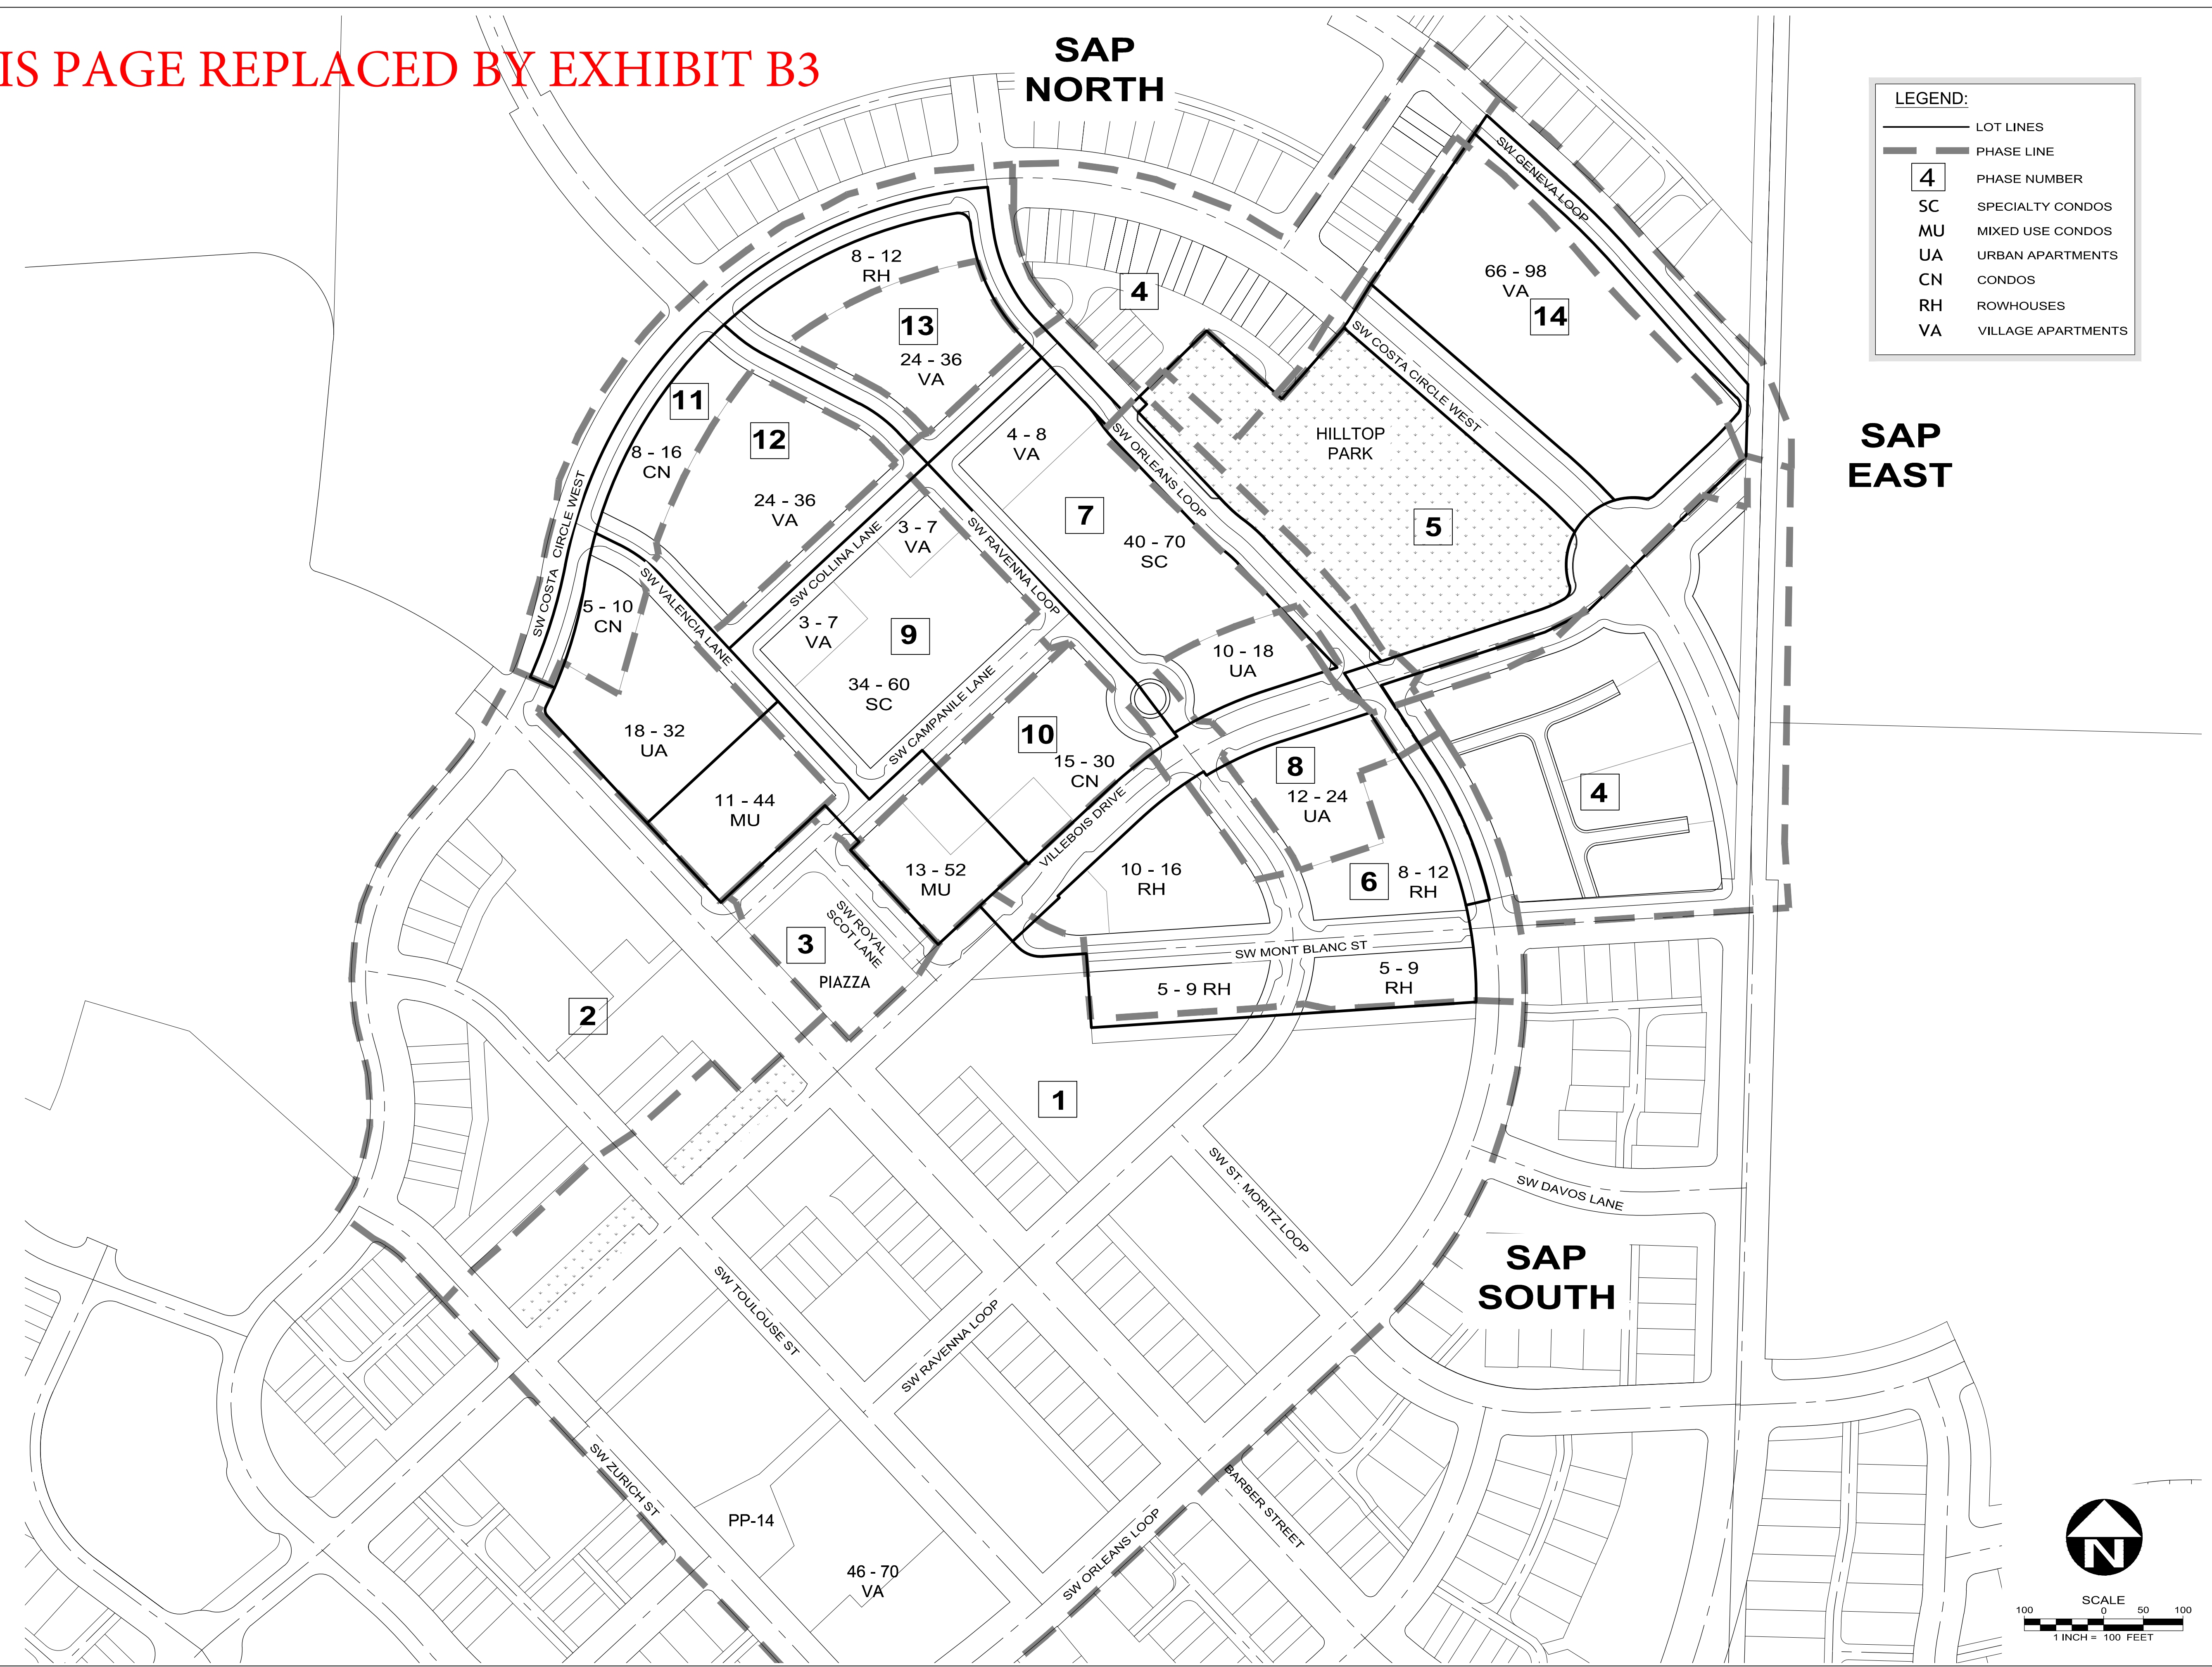 IS PAGE REPLACED BY EXHIBIT B3
SAP
NORTH
LEGEND:
LOT LINES
PHASE LINE
4 PHASE NUMBER
SC SPECIALTY CONDOS
MU MIXED USE CONDOS
UA URBAN APARTMENTS
CN CONDOS
RH ROWHOUSES
VA VILLAGE APARTMENTS
SW GENEVA LOOP
66 - 98
VA
14
8 - 12
RH
4
13
24 - 36
VA
SW COSTA CIRCLE WEST
11
8 - 16
CN
12
24 - 36
VA
4 - 8
VA
SW ORLEANS LOOP
HILLTOP
PARK
SAP
EAST
7
40 - 70
SC
5
SW COSTA CIRCLE WEST
SW COLLINA LANE
3 - 7
VA
SW RAVENNA LOOP
5 - 10
CN
SW VALENCIA LANE
3 - 7
VA
9
34 - 60
SC
SW CAMPANILE LANE
10 - 18
UA
18 - 32
UA
10
15 - 30
CN
8
12 - 24
UA
4
11 - 44
MU
VILLEBOIS DRIVE
13 - 52
MU
10 - 16
RH
6
8 - 12
RH
3
SW ROYAL
SCOT LANE
PIAZZA
SW MONT BLANC ST
5 - 9 RH
5 - 9
RH
2
1
SW ST. MORITZ LOOP
SW DAVOS LANE
SAP
SOUTH
SW TOULOUSE ST
SW RAVENNA LOOP
SW ZURICH ST
PP-14
46 - 70
VA
SW ORLEANS LOOP
BARBER STREET
N
SCALE
100 0 50 100
1 INCH = 100 FEET